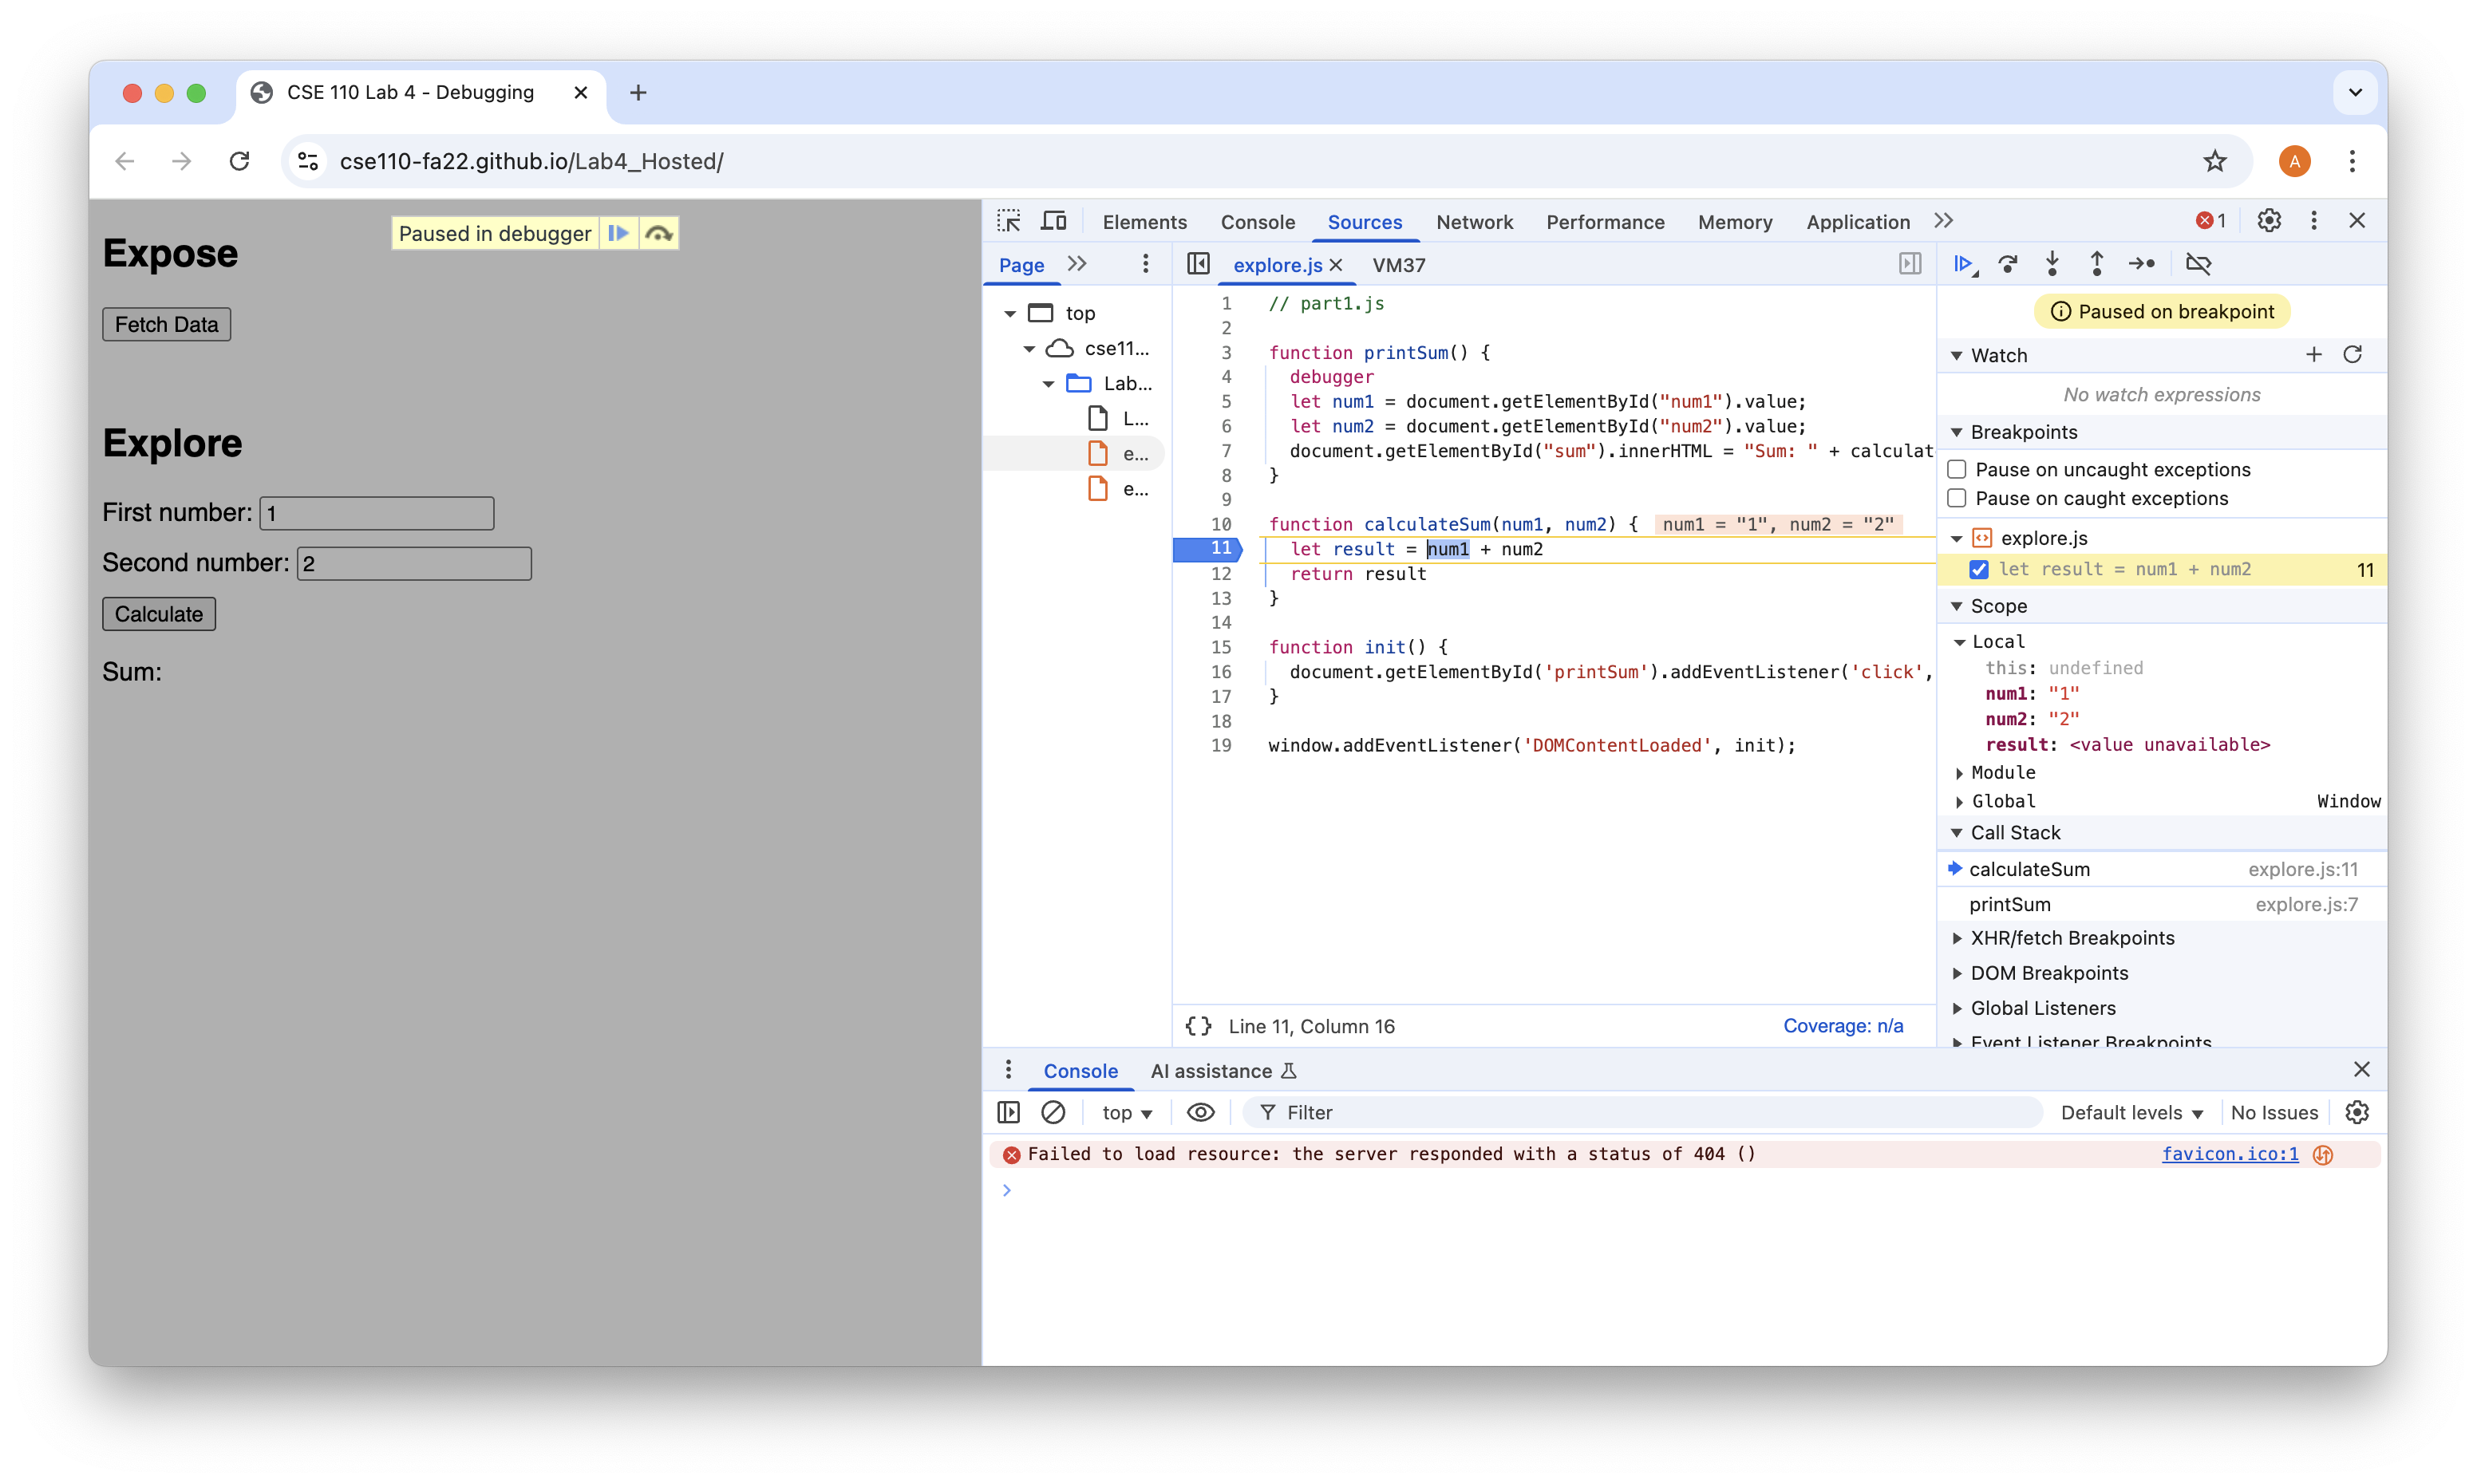 CSE 110 Lab 4 - Debugging
cse110-fa22.github.io/Lab4_Hosted/
A
Expose
Paused in debugger
Fetch Data
Explore
First number: 1
Second number: 2
Calculate
Sum:
Elements Console Sources Network Performance Memory Application 1
Page
top
cse11...
Lab...
L...
e...
e...
explore.js VM37
1 // part1.js
2
3 function printSum() {
4 debugger
5 let num1 = document.getElementById("num1").value;
6 let num2 = document.getElementById("num2").value;
7 document.getElementById("sum").innerHTML = "Sum: " + calculat
8 }
9
10 function calculateSum(num1, num2) { num1 = "1", num2 = "2"
11 let result = num1 + num2
12 return result
13 }
14
15 function init() {
16 document.getElementById('printSum').addEventListener('click',
17 }
18
19 window.addEventListener('DOMContentLoaded', init);
{} Line 11, Column 16 Coverage: n/a
Paused on breakpoint
Watch
No watch expressions
Breakpoints
Pause on uncaught exceptions
Pause on caught exceptions
explore.js
let result = num1 + num2 11
Scope
Local
this: undefined
num1: "1"
num2: "2"
result: <value unavailable>
Module
Global Window
Call Stack
calculateSum explore.js:11
printSum explore.js:7
XHR/fetch Breakpoints
DOM Breakpoints
Global Listeners
Event Listener Breakpoints
Console AI assistance
top Filter Default levels No Issues
Failed to load resource: the server responded with a status of 404 () favicon.ico:1